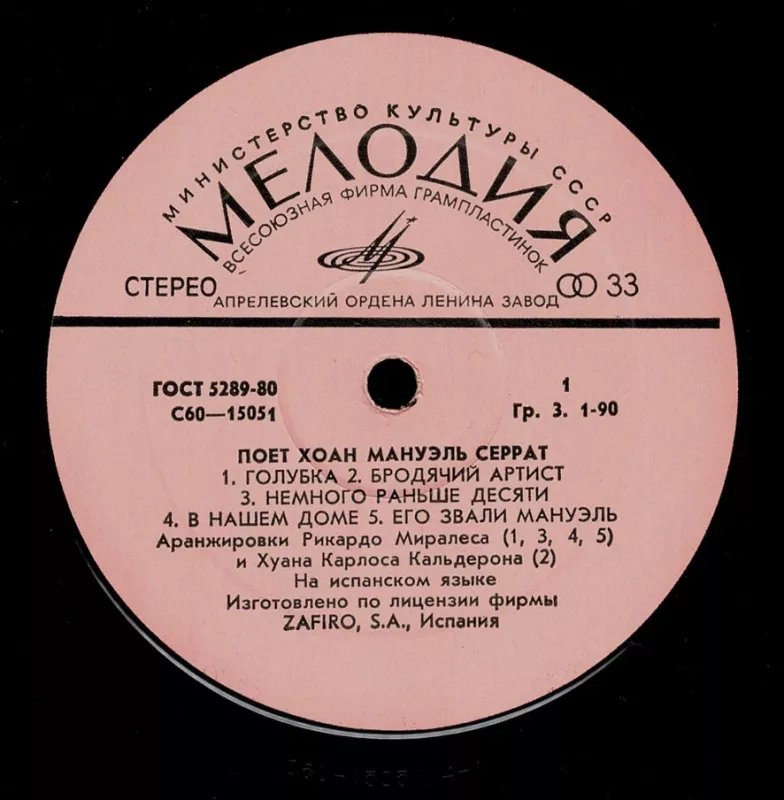 МИНИСТЕРСТВО КУЛЬТУРЫ СССР
МЕЛОДИЯ
ВСЕСОЮЗНАЯ ФИРМА ГРАМПЛАСТИНОК
СТЕРЕО 33
АПРЕЛЕВСКИЙ ОРДЕНА ЛЕНИНА ЗАВОД
ГОСТ 5289-80 1
С60—15051 Гр. 3. 1-90
ПОЕТ ХОАН МАНУЭЛЬ СЕРРАТ
1. ГОЛУБКА 2. БРОДЯЧИЙ АРТИСТ
3. НЕМНОГО РАНЬШЕ ДЕСЯТИ
4. В НАШЕМ ДОМЕ 5. ЕГО ЗВАЛИ МАНУЭЛЬ
Аранжировки Рикардо Миралеса (1, 3, 4, 5)
и Хуана Карлоса Кальдерона (2)
На испанском языке
Изготовлено по лицензии фирмы
ZAFIRO, S.A., Испания